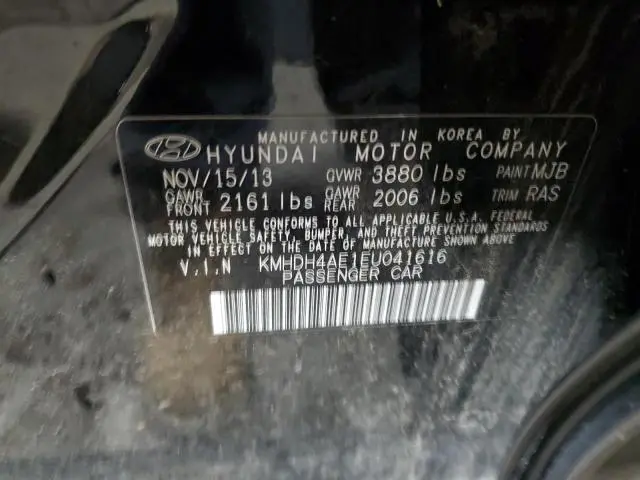 MANUFACTURED IN KOREA BY
HYUNDAI MOTOR COMPANY
NOV/15/13 GVWR 3880 lbs PAINT MJB
GAWR FRONT 2161 lbs GAWR REAR 2006 lbs TRIM RAS
THIS VEHICLE CONFORMS TO ALL APPLICABLE U.S.A. FEDERAL
MOTOR VEHICLE SAFETY, BUMPER, AND THEFT PREVENTION STANDARDS
IN EFFECT ON THE DATE OF MANUFACTURE SHOWN ABOVE.
V.I.N KMHDH4AE1EU041616
PASSENGER CAR